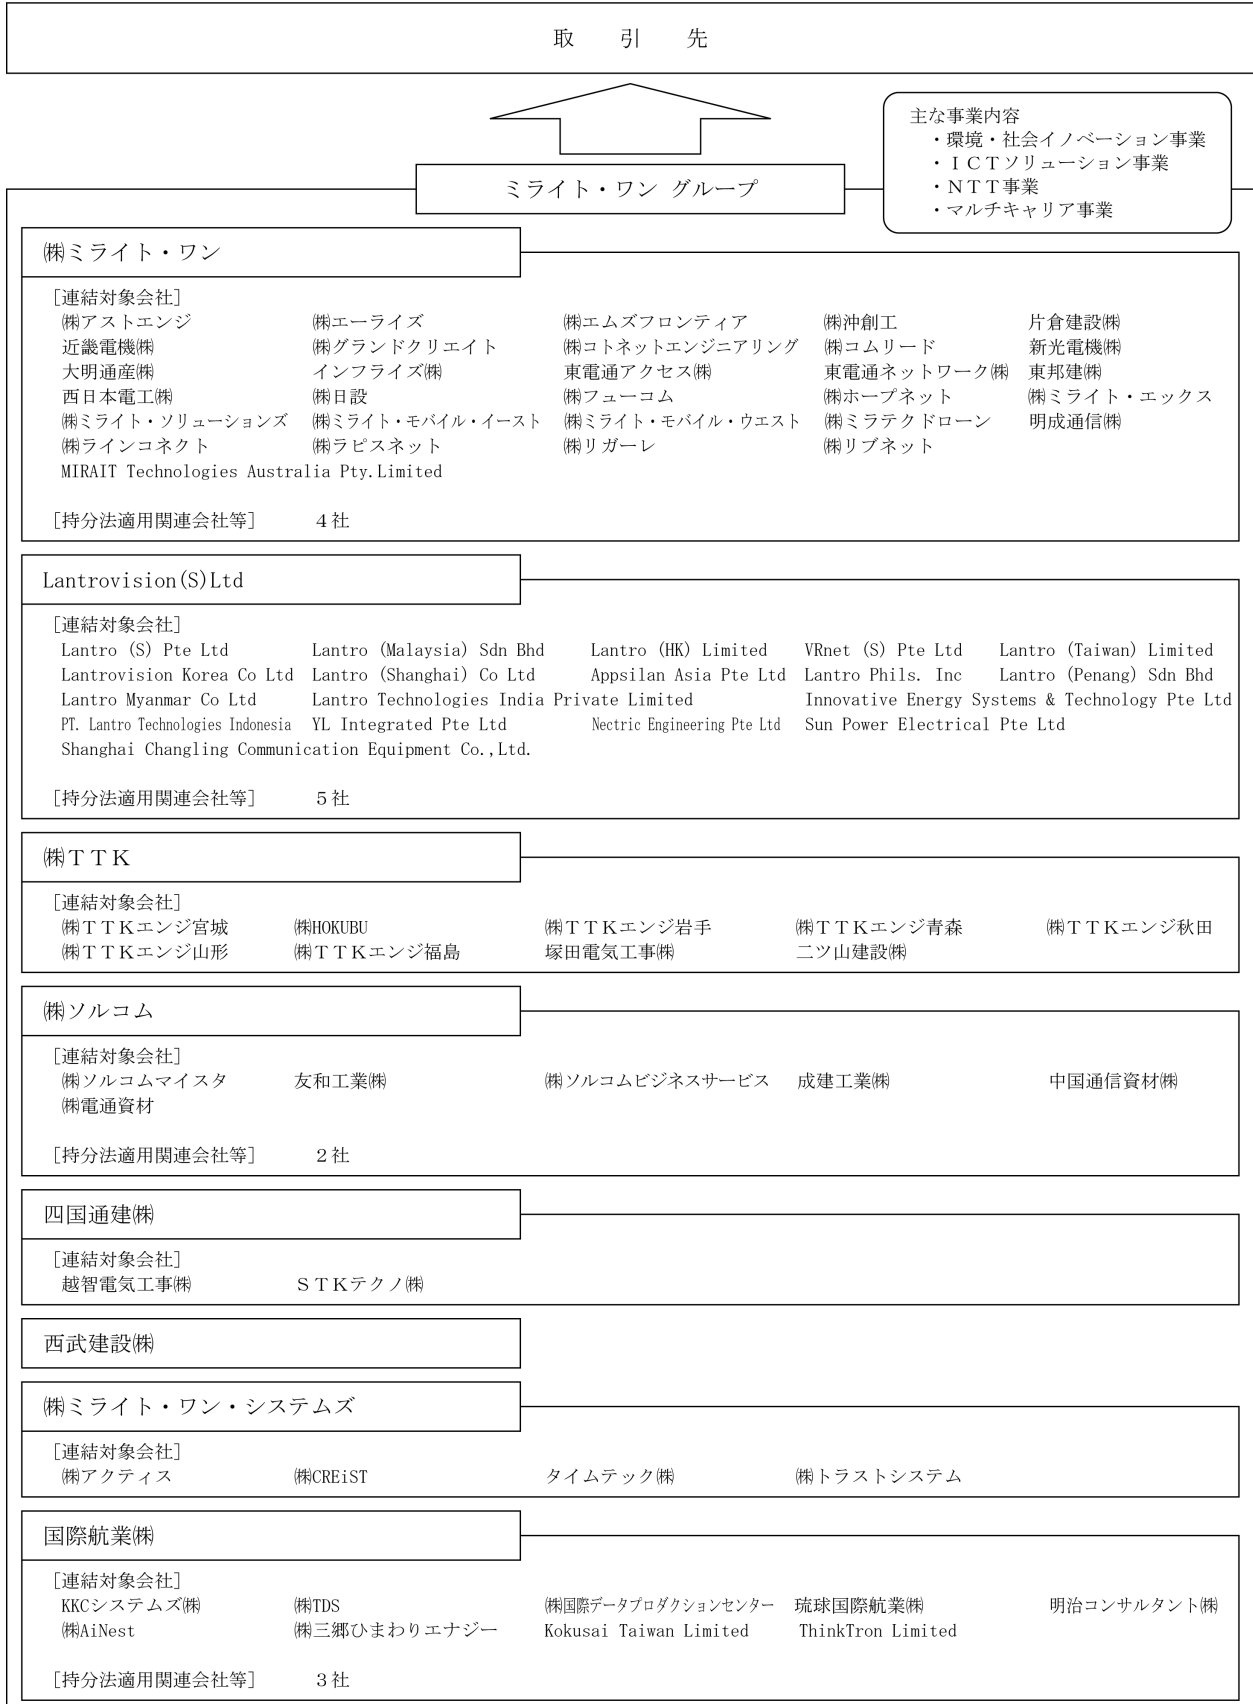 取 引 先
主な事業内容
・環境・社会イノベーション事業
・ＩＣＴソリューション事業
・ＮＴＴ事業
・マルチキャリア事業
ミライト・ワン グループ
㈱ミライト・ワン
［連結対象会社］
㈱アストエンジ ㈱エーライズ ㈱エムズフロンティア ㈱沖創工 片倉建設㈱
近畿電機㈱ ㈱グランドクリエイト ㈱コトネットエンジニアリング ㈱コムリード 新光電機㈱
大明通産㈱ インフライズ㈱ 東電通アクセス㈱ 東電通ネットワーク㈱ 東邦建㈱
西日本電工㈱ ㈱日設 ㈱フューコム ㈱ホープネット ㈱ミライト・エックス
㈱ミライト・ソリューションズ ㈱ミライト・モバイル・イースト ㈱ミライト・モバイル・ウエスト ㈱ミラテクドローン 明成通信㈱
㈱ラインコネクト ㈱ラピスネット ㈱リガーレ ㈱リブネット
MIRAIT Technologies Australia Pty.Limited
［持分法適用関連会社等］ ４社
Lantrovision(S)Ltd
［連結対象会社］
Lantro (S) Pte Ltd Lantro (Malaysia) Sdn Bhd Lantro (HK) Limited VRnet (S) Pte Ltd Lantro (Taiwan) Limited
Lantrovision Korea Co Ltd Lantro (Shanghai) Co Ltd Appsilan Asia Pte Ltd Lantro Phils. Inc Lantro (Penang) Sdn Bhd
Lantro Myanmar Co Ltd Lantro Technologies India Private Limited Innovative Energy Systems & Technology Pte Ltd
PT. Lantro Technologies Indonesia YL Integrated Pte Ltd Nectric Engineering Pte Ltd Sun Power Electrical Pte Ltd
Shanghai Changling Communication Equipment Co.,Ltd.
［持分法適用関連会社等］ ５社
㈱ＴＴＫ
［連結対象会社］
㈱ＴＴＫエンジ宮城 ㈱HOKUBU ㈱ＴＴＫエンジ岩手 ㈱ＴＴＫエンジ青森 ㈱ＴＴＫエンジ秋田
㈱ＴＴＫエンジ山形 ㈱ＴＴＫエンジ福島 塚田電気工事㈱ 二ツ山建設㈱
㈱ソルコム
［連結対象会社］
㈱ソルコムマイスタ 友和工業㈱ ㈱ソルコムビジネスサービス 成建工業㈱ 中国通信資材㈱
㈱電通資材
［持分法適用関連会社等］ ２社
四国通建㈱
［連結対象会社］
越智電気工事㈱ ＳＴＫテクノ㈱
西武建設㈱
㈱ミライト・ワン・システムズ
［連結対象会社］
㈱アクティス ㈱CREiST タイムテック㈱ ㈱トラストシステム
国際航業㈱
［連結対象会社］
KKCシステムズ㈱ ㈱TDS ㈱国際データプロダクションセンター 琉球国際航業㈱ 明治コンサルタント㈱
㈱AiNest ㈱三郷ひまわりエナジー Kokusai Taiwan Limited ThinkTron Limited
［持分法適用関連会社等］ ３社